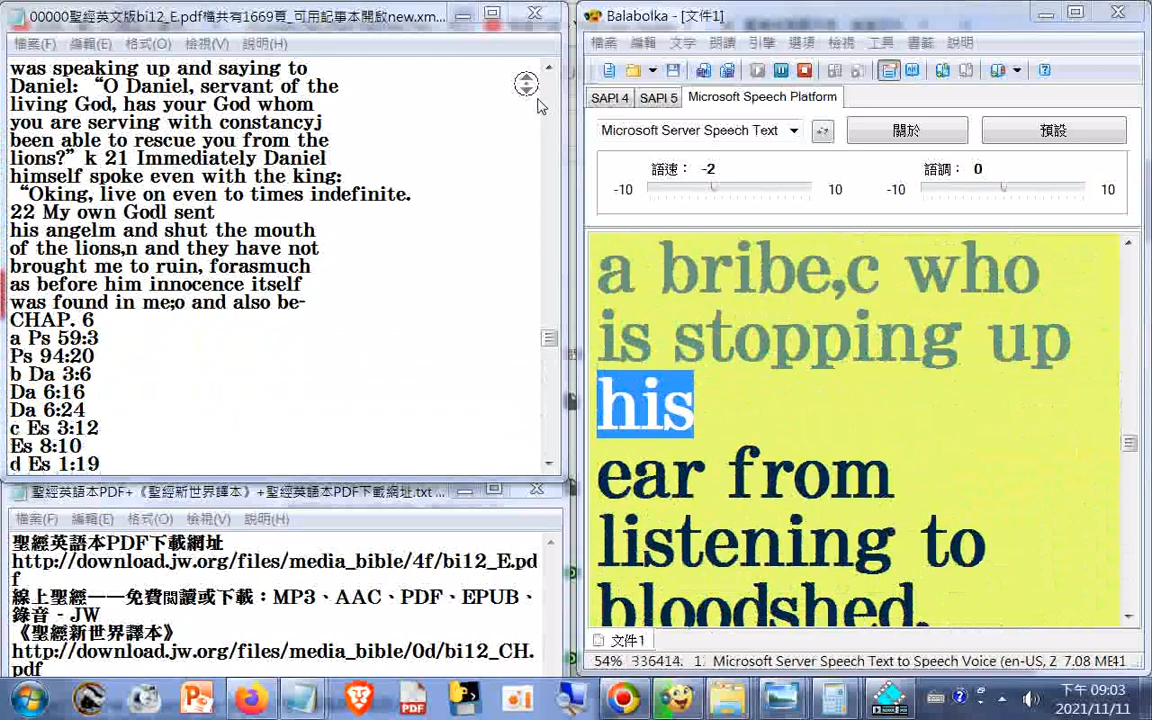 00000聖經英文版bi12_E.pdf檔共有1669頁_可用記事本開啟new.xm...
檔案(F) 編輯(E) 格式(O) 檢視(V) 說明(H)
was speaking up and saying to
Daniel: “O Daniel, servant of the
living God, has your God whom
you are serving with constancyj
been able to rescue you from the
lions?” k 21 Immediately Daniel
himself spoke even with the king:
“Oking, live on even to times indefinite.
22 My own Godl sent
his angelm and shut the mouth
of the lions,n and they have not
brought me to ruin, forasmuch
as before him innocence itself
was found in me;o and also be-
CHAP. 6
a Ps 59:3
Ps 94:20
b Da 3:6
Da 6:16
Da 6:24
c Es 3:12
Es 8:10
d Es 1:19
聖經英語本PDF+《聖經新世界譯本》+聖經英語本PDF下載網址.txt ...
檔案(F) 編輯(E) 格式(O) 檢視(V) 說明(H)
聖經英語本PDF下載網址
http://download.jw.org/files/media_bible/4f/bi12_E.pd
f
線上聖經——免費閱讀或下載：MP3、AAC、PDF、EPUB、
錄音 - JW
《聖經新世界譯本》
http://download.jw.org/files/media_bible/0d/bi12_CH.
pdf
Balabolka - [文件1]
檔案 編輯 文字 朗讀 引擎 選項 檢視 工具 書籤 說明
SAPI 4 SAPI 5 Microsoft Speech Platform
Microsoft Server Speech Text 關於 預設
語速： -2 語調： 0
-10 10 -10 10
a bribe,c who
is stopping up
his
ear from
listening to
bloodshed,
文件1
54% 336414. 1: Microsoft Server Speech Text to Speech Voice (en-US, Z 7.08 ME41
下午 09:03
2021/11/11